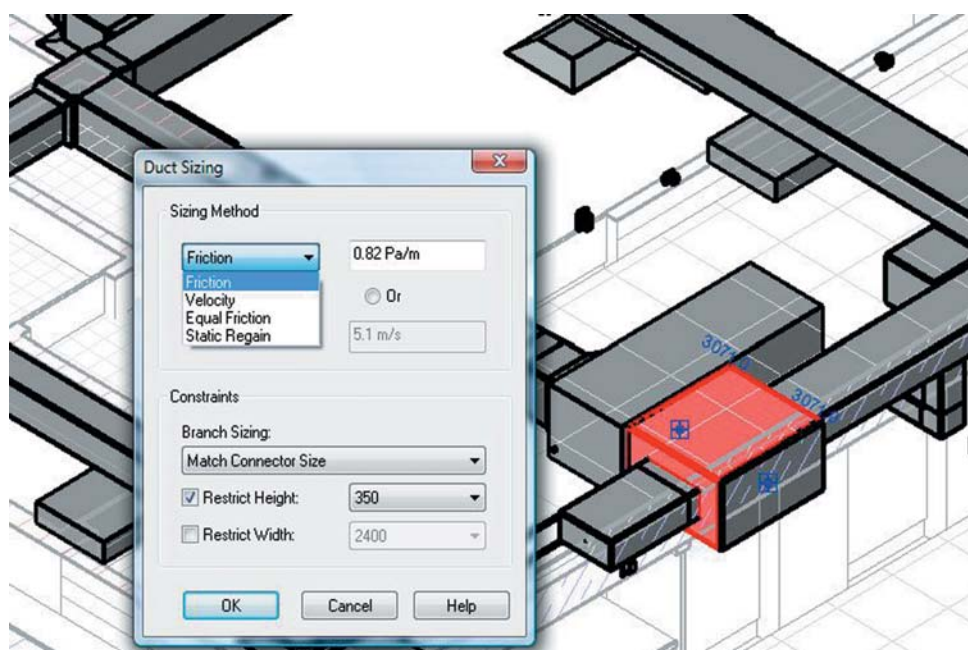 Duct Sizing
Sizing Method
Friction
0.82 Pa/m
Friction
Velocity
Equal Friction
Static Regain
Or
5.1 m/s
Constraints
Branch Sizing:
Match Connector Size
Restrict Height:
350
Restrict Width:
2400
OK
Cancel
Help